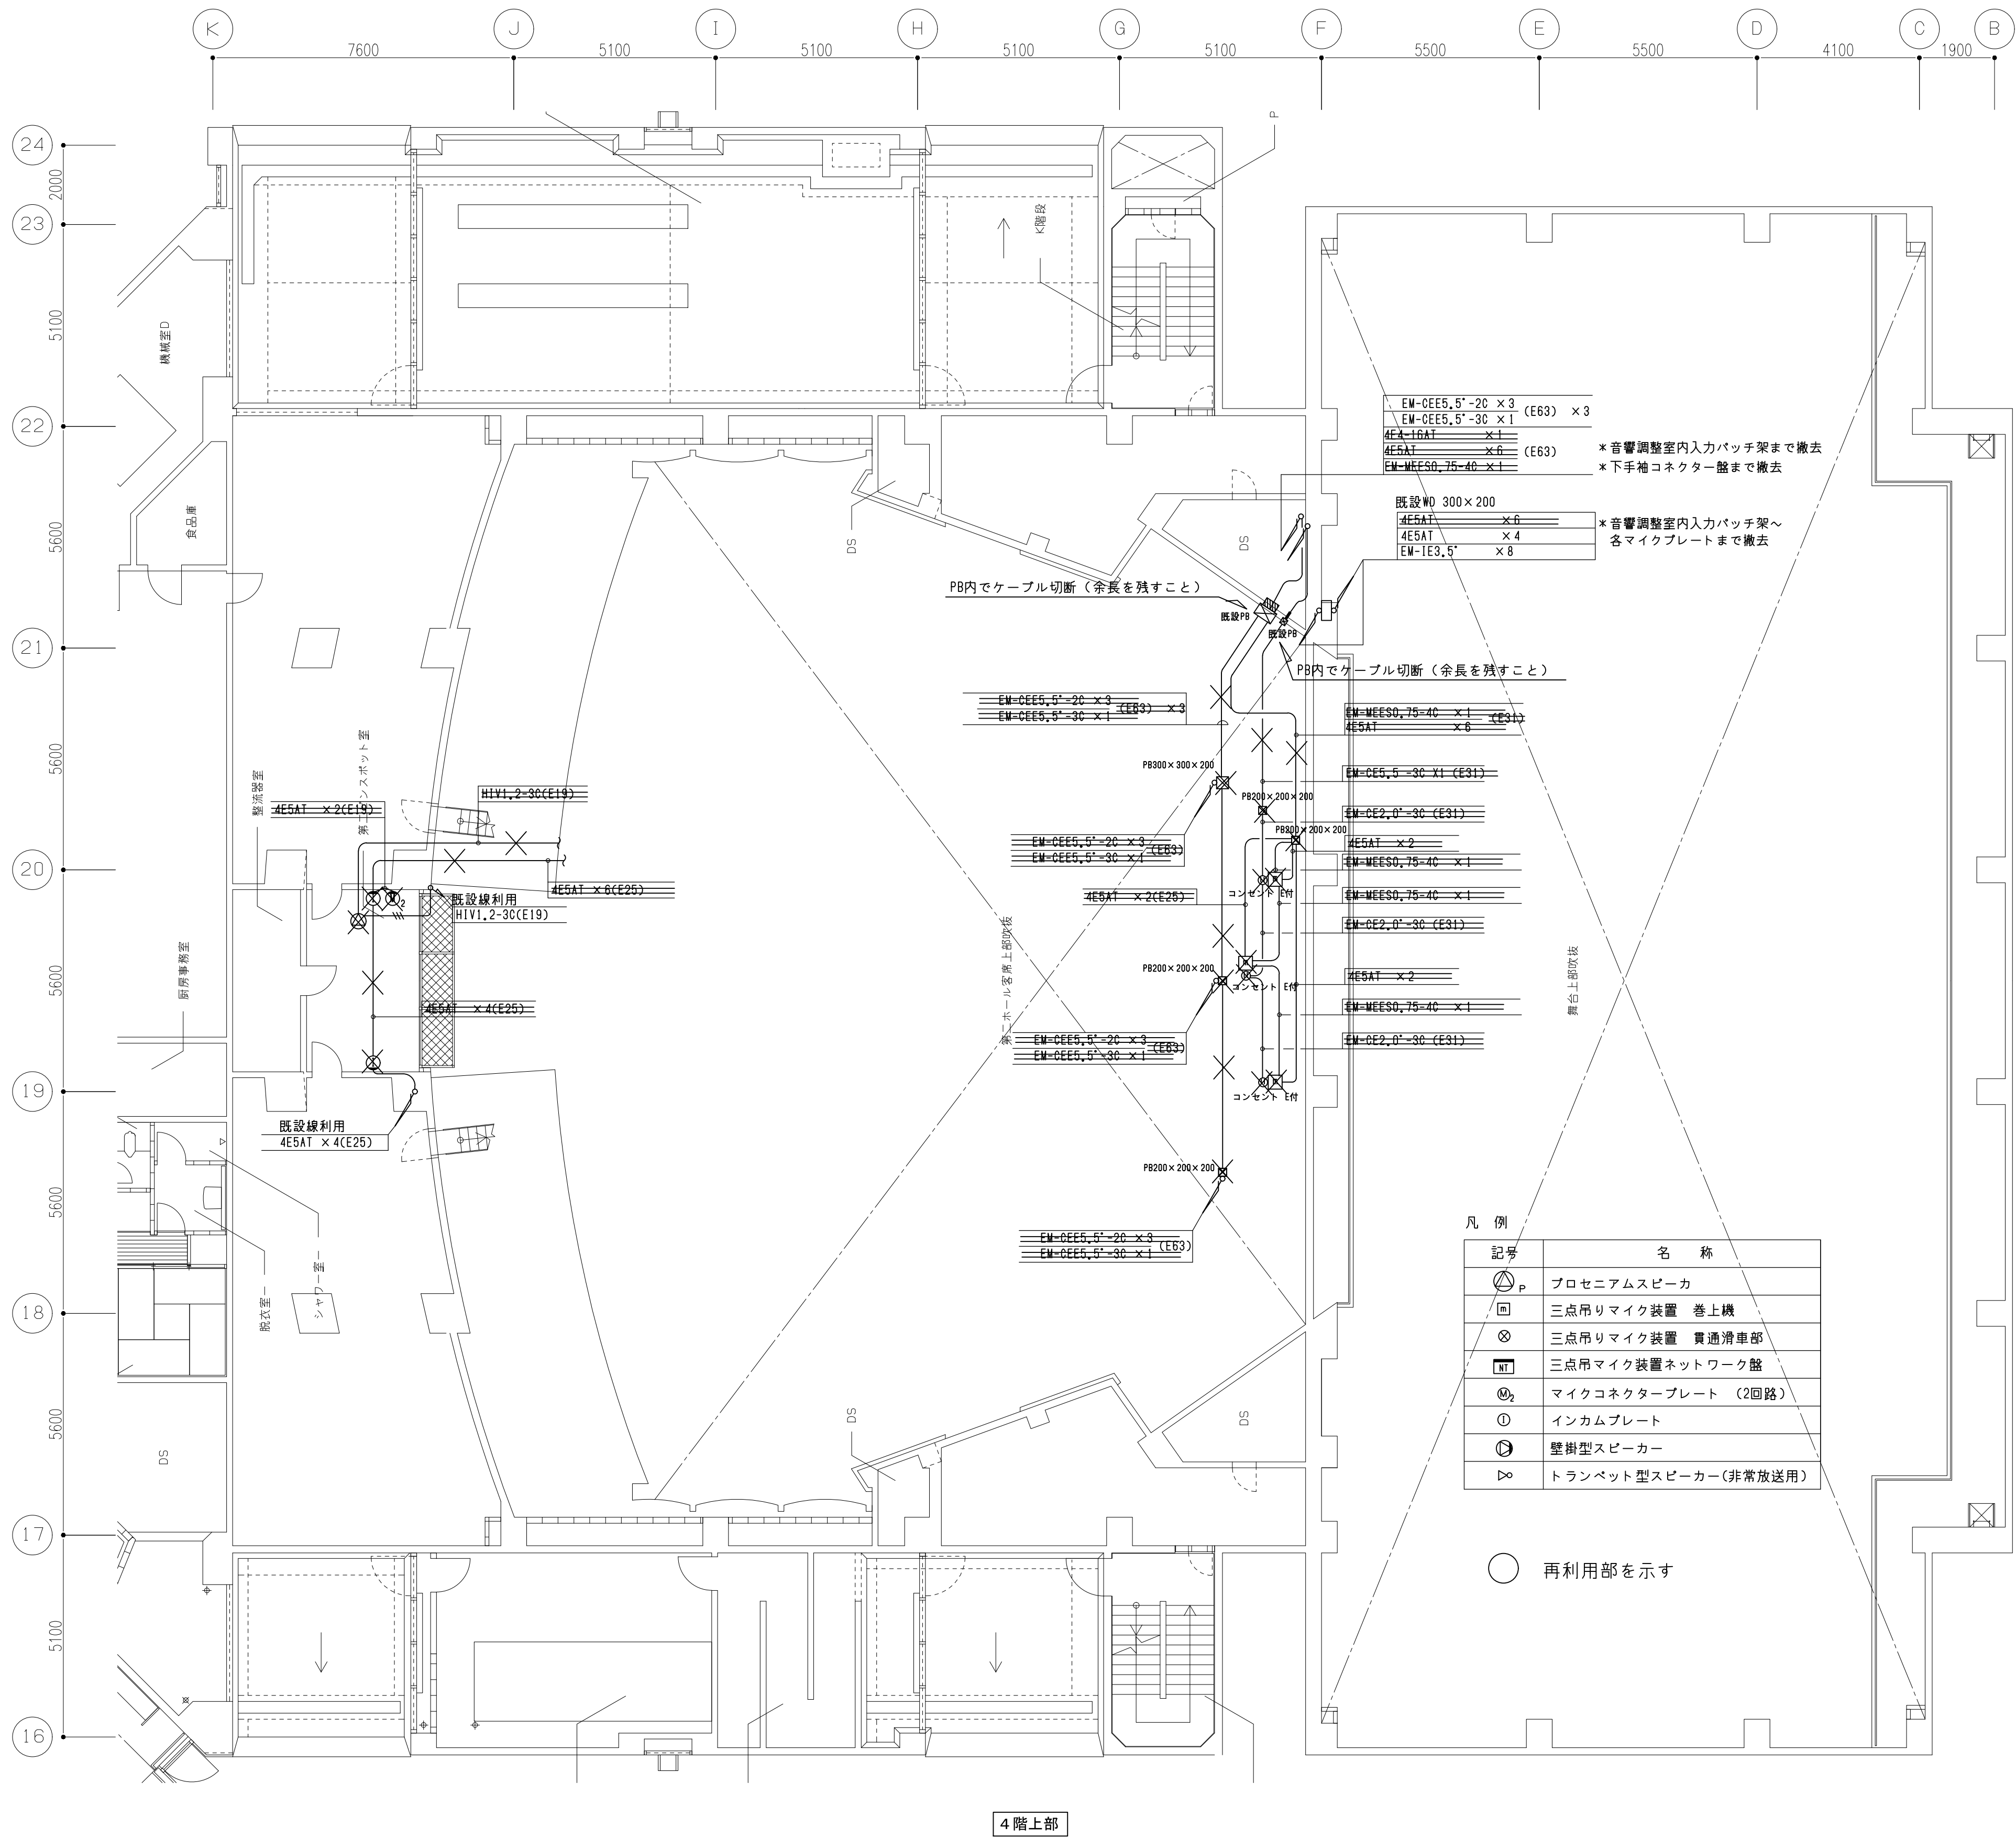 K J I H G F E D C B
7600 5100 5100 5100 5100 5500 5500 4100 1900
24
2000
23
5100
22
5600
21
5600
20
5600
19
5600
18
5600
17
5100
16
P
K階段
機械室D
食品庫
DS
DS
EM-CEE5.5゜-2C ×3
EM-CEE5.5゜-3C ×1
(E63) ×3
4E4-16AT ×1
4E5AT ×6
EM-MEES0.75-4C ×1
(E63)
*音響調整室内入力パッチ架まで撤去
*下手袖コネクター盤まで撤去
既設WD 300×200
4E5AT ×6
4E5AT ×4
EM-IE3.5゜ ×8
*音響調整室内入力パッチ架～
各マイクプレートまで撤去
PB内でケーブル切断（余長を残すこと）
既設PB
既設PB
PB内でケーブル切断（余長を残すこと）
EM-CEE5.5゜-2C ×3
EM-CEE5.5゜-3C ×1
(E63) ×3
EM-MEES0.75-4C ×1
4E5AT ×6
(E31)
PB300×300×200
EM-CE5.5 -3C X1 (E31)
PB200×200×200
EM-CE2.0゜-3C (E31)
PB200×200×200
4E5AT ×2
EM-CEE5.5゜-2C ×3
EM-CEE5.5゜-3C ×1
(E63)
EM-MEES0.75-4C ×1
コンセント E付
4E5AT ×2(E25)
EM-MEES0.75-4C ×1
EM-CE2.0゜-3C (E31)
第二ホール客席上部吹抜
舞台上部吹抜
PB200×200×200
コンセント E付
4E5AT ×2
EM-MEES0.75-4C ×1
EM-CEE5.5゜-2C ×3
EM-CEE5.5゜-3C ×1
(E63)
EM-CE2.0゜-3C (E31)
コンセント E付
PB200×200×200
EM-CEE5.5゜-2C ×3
EM-CEE5.5゜-3C ×1
(E63)
整流器室
HIV1.2-3C(E19)
4E5AT ×2(E19)
4E5AT ×6(E25)
既設線利用
HIV1.2-3C(E19)
M2
4E5AT ×4(E25)
既設線利用
4E5AT ×4(E25)
厨房事務室
脱衣室-1
シャワー室-1
DS
DS
DS
凡 例
記号 名 称
P プロセニアムスピーカ
m 三点吊りマイク装置 巻上機
三点吊りマイク装置 貫通滑車部
NT 三点吊マイク装置ネットワーク盤
M2 マイクコネクタープレート （2回路）
I インカムプレート
壁掛型スピーカー
トランペット型スピーカー(非常放送用)
再利用部を示す
4階上部